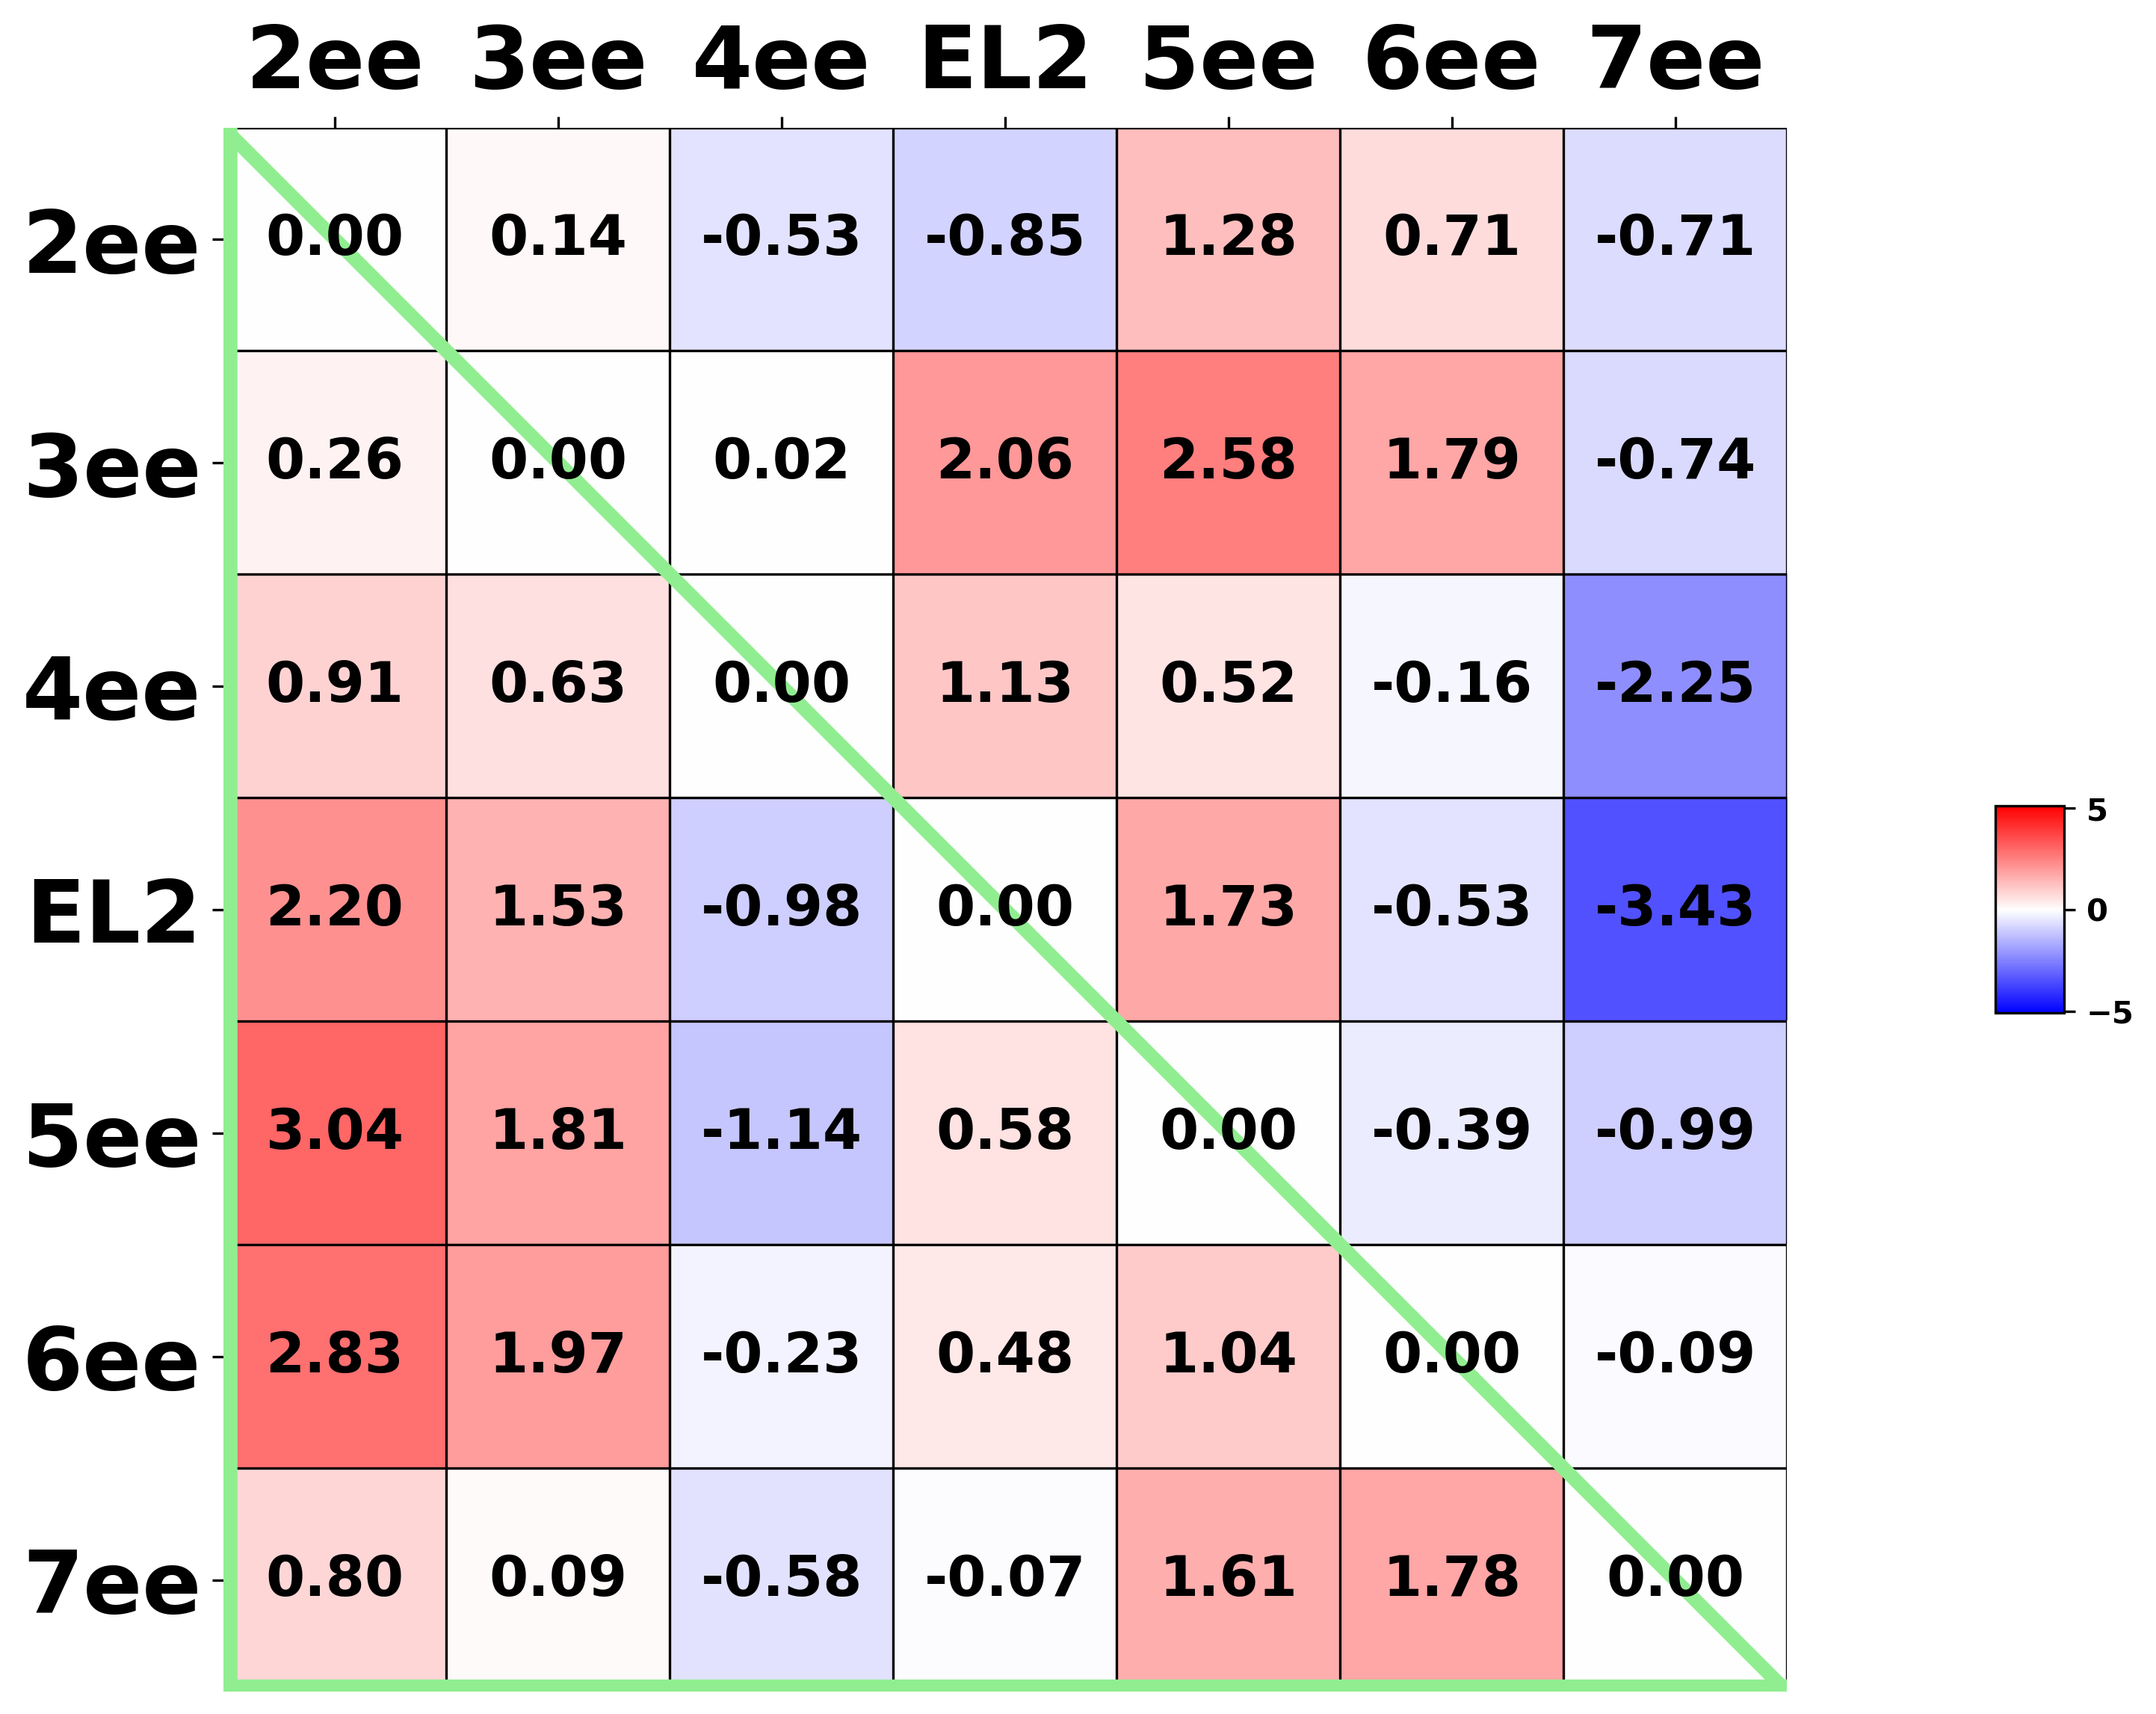 2ee 3ee 4ee EL2 5ee 6ee 7ee
2ee 0.00 0.14 -0.53 -0.85 1.28 0.71 -0.71
3ee 0.26 0.00 0.02 2.06 2.58 1.79 -0.74
4ee 0.91 0.63 0.00 1.13 0.52 -0.16 -2.25
EL2 2.20 1.53 -0.98 0.00 1.73 -0.53 -3.43
5ee 3.04 1.81 -1.14 0.58 0.00 -0.39 -0.99
6ee 2.83 1.97 -0.23 0.48 1.04 0.00 -0.09
7ee 0.80 0.09 -0.58 -0.07 1.61 1.78 0.00
5
0
−5